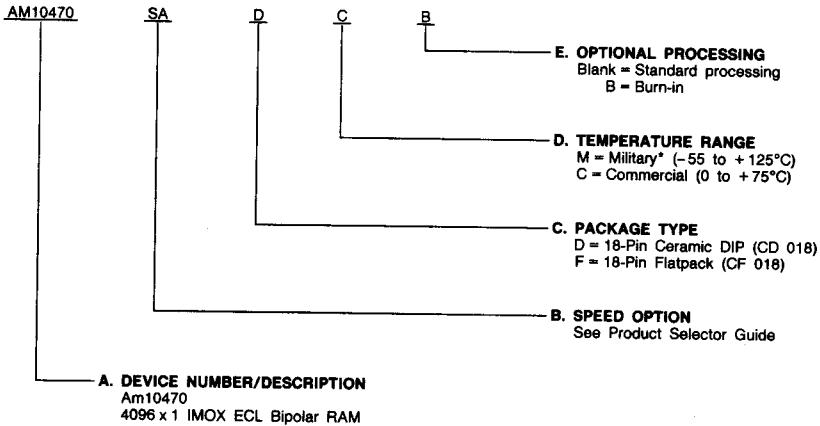 AM10470 SA D C B
E. OPTIONAL PROCESSING
Blank = Standard processing
B = Burn-in
D. TEMPERATURE RANGE
M = Military* (-55 to +125°C)
C = Commercial (0 to +75°C)
C. PACKAGE TYPE
D = 18-Pin Ceramic DIP (CD 018)
F = 18-Pin Flatpack (CF 018)
B. SPEED OPTION
See Product Selector Guide
A. DEVICE NUMBER/DESCRIPTION
Am10470
4096 x 1 IMOX ECL Bipolar RAM